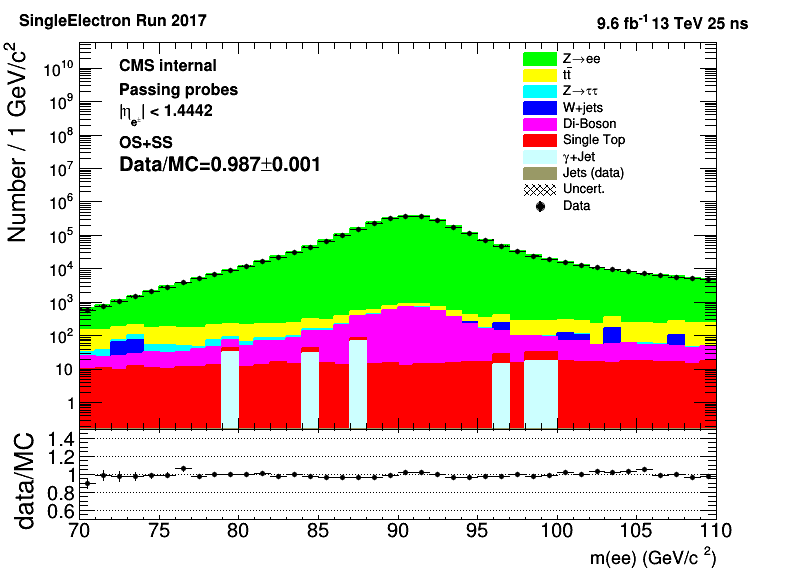 SingleElectron Run 2017
9.6 fb⁻¹ 13 TeV 25 ns
Number / 1 GeV/c²
CMS internal
Passing probes
|η_e±| < 1.4442
OS+SS
Data/MC=0.987±0.001
Z→ee
tt̄
Z→ττ
W+jets
Di-Boson
Single Top
γ+Jet
Jets (data)
Uncert.
Data
10¹⁰
10⁹
10⁸
10⁷
10⁶
10⁵
10⁴
10³
10²
10
1
data/MC
1.4
1.2
1
0.8
0.6
70 75 80 85 90 95 100 105 110
m(ee) (GeV/c ²)